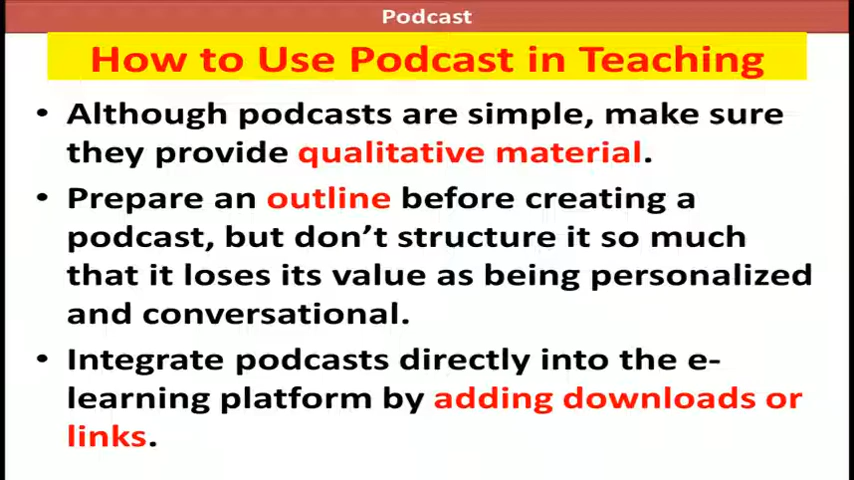 Podcast
How to Use Podcast in Teaching
• Although podcasts are simple, make sure
they provide qualitative material.
• Prepare an outline before creating a
podcast, but don't structure it so much
that it loses its value as being personalized
and conversational.
• Integrate podcasts directly into the e-
learning platform by adding downloads or
links.